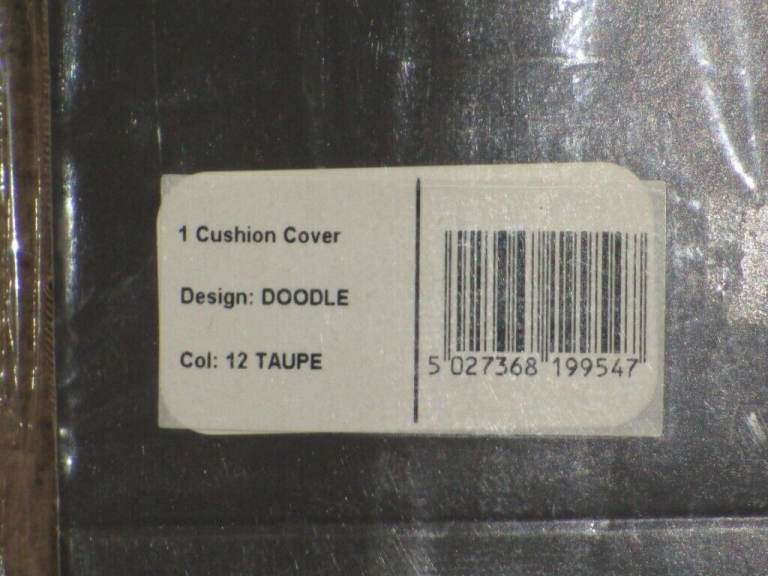 1 Cushion Cover
Design: DOODLE
Col: 12 TAUPE
5 027368 199547